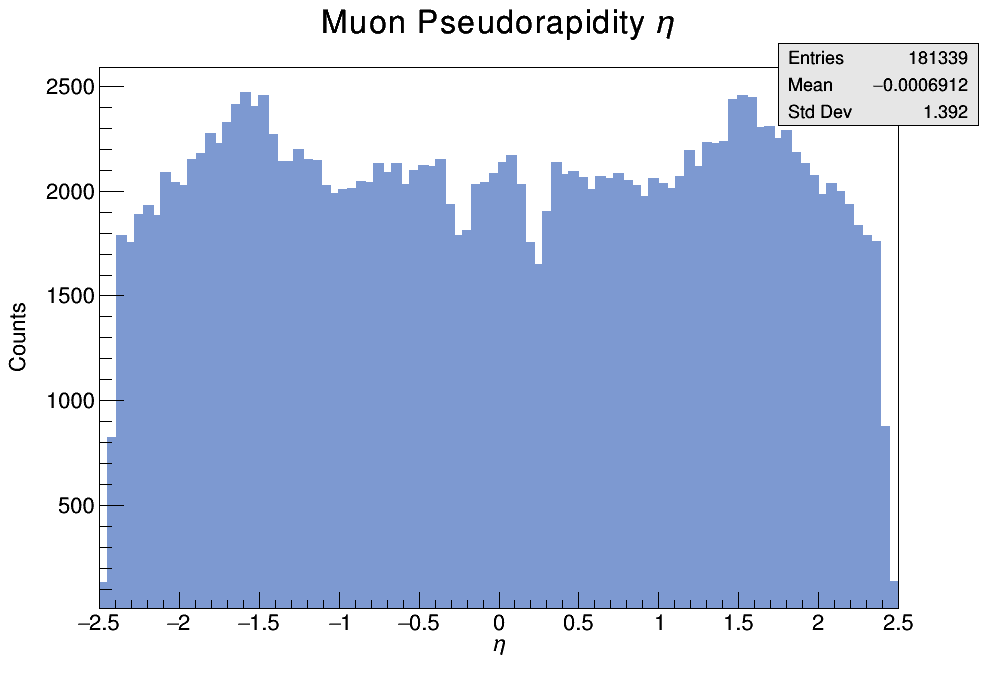 Muon Pseudorapidity η
Entries 181339
Mean −0.0006912
Std Dev 1.392
2500
2000
1500
1000
500
Counts
−2.5 −2 −1.5 −1 −0.5 0 0.5 1 1.5 2 2.5
η